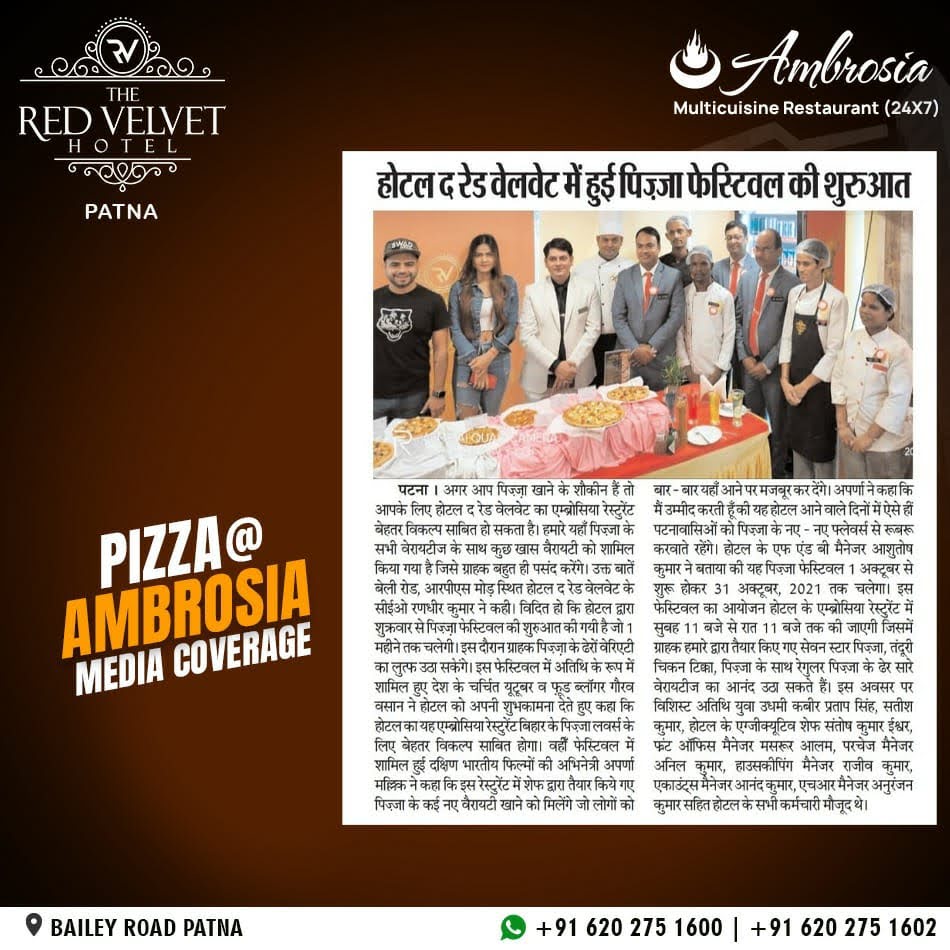 RV
THE
RED VELVET
HOTEL
PATNA
Ambrosia
Multicuisine Restaurant (24X7)
होटल द रेड वेलवेट में हुई पिज़्जा फेस्टिवल की शुरुआत
SWAG
RV
पटना । अगर आप पिज़्ज़ा खाने के शौकीन हैं तो
आपके लिए होटल द रेड वेलवेट का एम्ब्रोसिया रेस्टुरेंट
बेहतर विकल्प साबित हो सकता है। हमारे यहाँ पिज्जा के
सभी वेरायटीज के साथ कुछ खास वैरायटी को शामिल
किया गया है जिसे ग्राहक बहुत ही पसंद करेंगे। उक्त बातें
बेली रोड, आरपीएस मोड़ स्थित होटल द रेड वेलवेट के
सीईओ रणधीर कुमार ने कही। विदित हो कि होटल द्वारा
शुक्रवार से पिज़्ज़ा फेस्टिवल की शुरुआत की गयी है जो 1
महीने तक चलेगी। इस दौरान ग्राहक पिज्ज़ा के ढेरों वेरिएटी
का लुत्फ उठा सकेंगे। इस फेस्टिवल में अतिथि के रूप में
शामिल हुए देश के चर्चित यूटूबर व फ़ूड ब्लॉगर गौरव
वसान ने होटल को अपनी शुभकामना देते हुए कहा कि
होटल का यह एम्ब्रोसिया रेस्टुरेंट बिहार के पिज्जा लवर्स के
लिए बेहतर विकल्प साबित होगा। वहीँ फेस्टिवल में
शामिल हुई दक्षिण भारतीय फिल्मों की अभिनेत्री अपर्णा
मल्लिक ने कहा कि इस रेस्टुरेंट में शेफ द्वारा तैयार किये गए
पिज्जा के कई नए वैरायटी खाने को मिलेंगे जो लोगों को
बार - बार यहाँ आने पर मजबूर कर देंगे। अपर्णा ने कहा कि
मैं उम्मीद करती हूँ की यह होटल आने वाले दिनों में ऐसे हीं
पटनावासिओं को पिज्जा के नए - नए फ्लेवर्स से रूबरू
करवाते रहेंगे। होटल के एफ एंड बी मैनेजर आशुतोष
कुमार ने बताया की यह पिज्जा फेस्टिवल 1 अक्टूबर से
शुरू होकर 31 अक्टूबर, 2021 तक चलेगा। इस
फेस्टिवल का आयोजन होटल के एम्ब्रोसिया रेस्टुरेंट में
सुबह 11 बजे से रात 11 बजे तक की जाएगी जिसमें
ग्राहक हमारे द्वारा तैयार किए गए सेवन स्टार पिज्जा, तंदूरी
चिकन टिक्का, पिज्जा के साथ रेगुलर पिज्जा के ढेर सारे
वेरायटीज का आनंद उठा सकते हैं। इस अवसर पर
विशिस्ट अतिथि युवा उधमी कबीर प्रताप सिंह, सतीश
कुमार, होटल के एग्जीक्यूटिव शेफ संतोष कुमार ईश्वर,
फ्रंट ऑफिस मैनेजर मसरूर आलम, परचेज मैनेजर
अनिल कुमार, हाउसकीपिंग मैनेजर राजीव कुमार,
एकाउंट्स मैनेजर आनंद कुमार, एचआर मैनेजर अनुरंजन
कुमार सहित होटल के सभी कर्मचारी मौजूद थे।
PIZZA@
AMBROSIA
MEDIA COVERAGE
BAILEY ROAD PATNA
+91 620 275 1600 | +91 620 275 1602